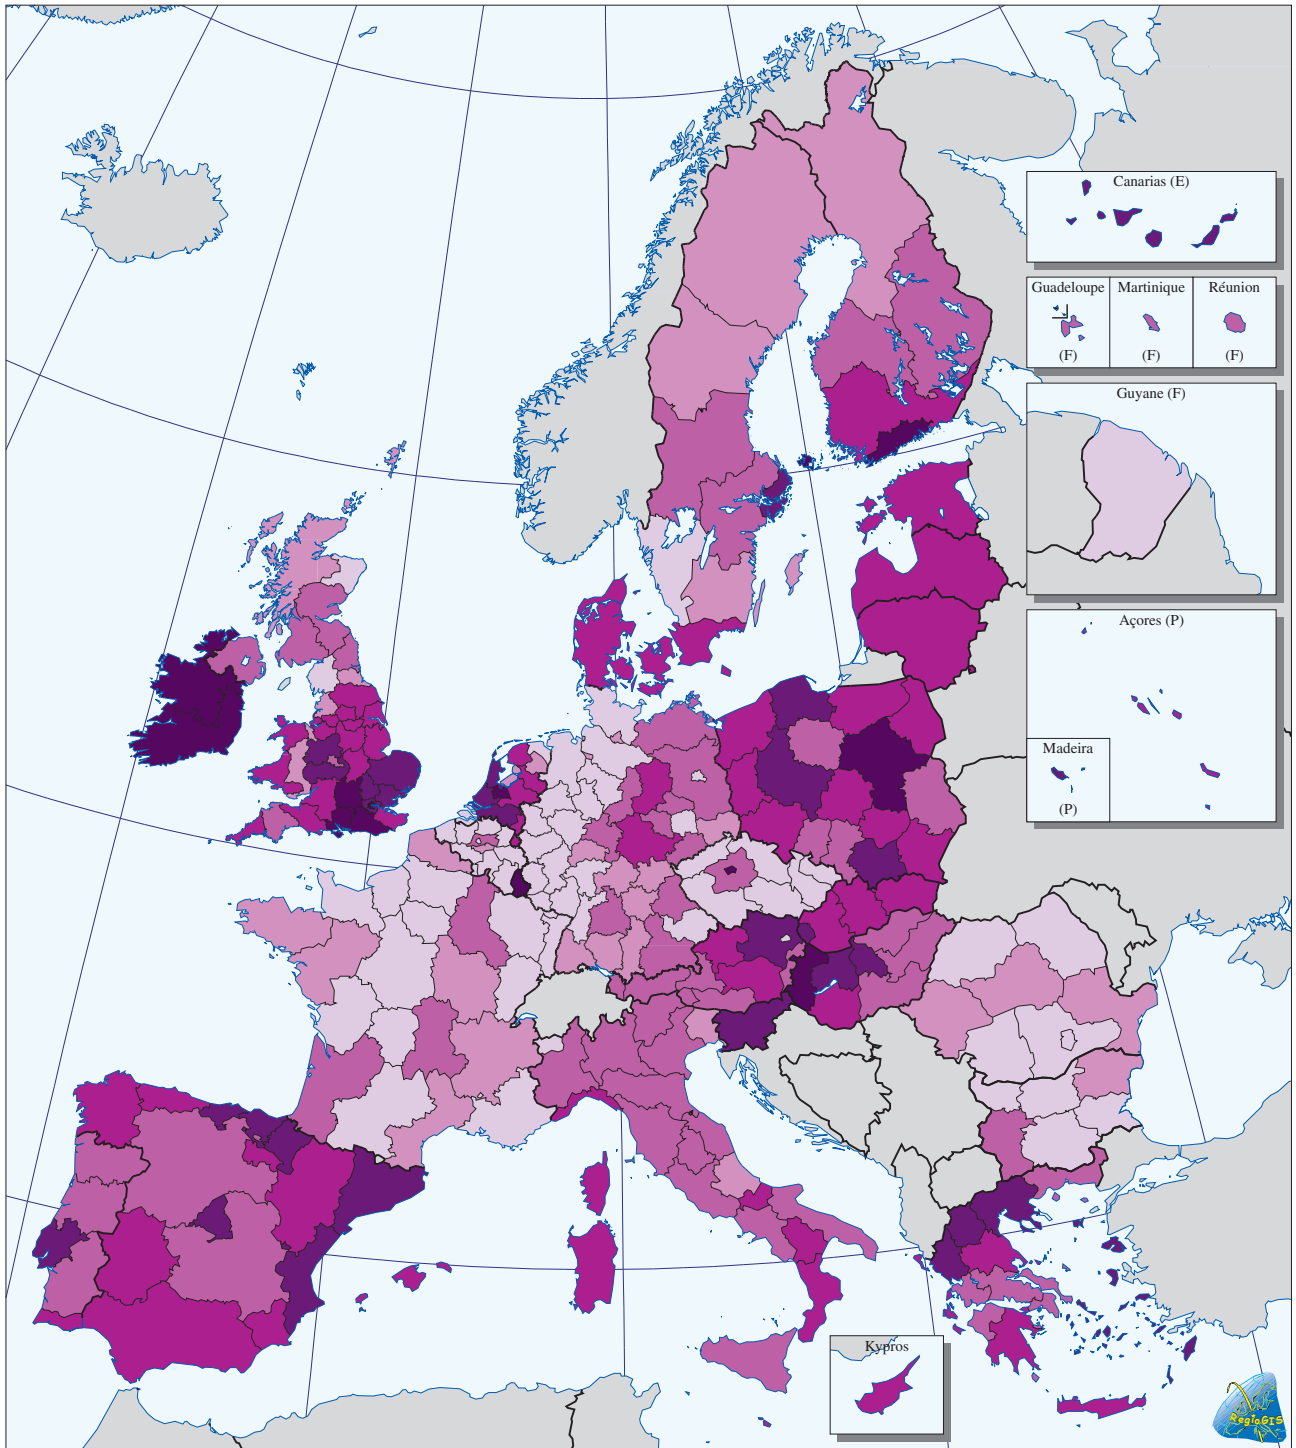 Canarias (E)
Guadeloupe
Martinique
Réunion
(F)
(F)
(F)
Guyane (F)
Açores (P)
Madeira
(P)
Kypros
RegioGIS